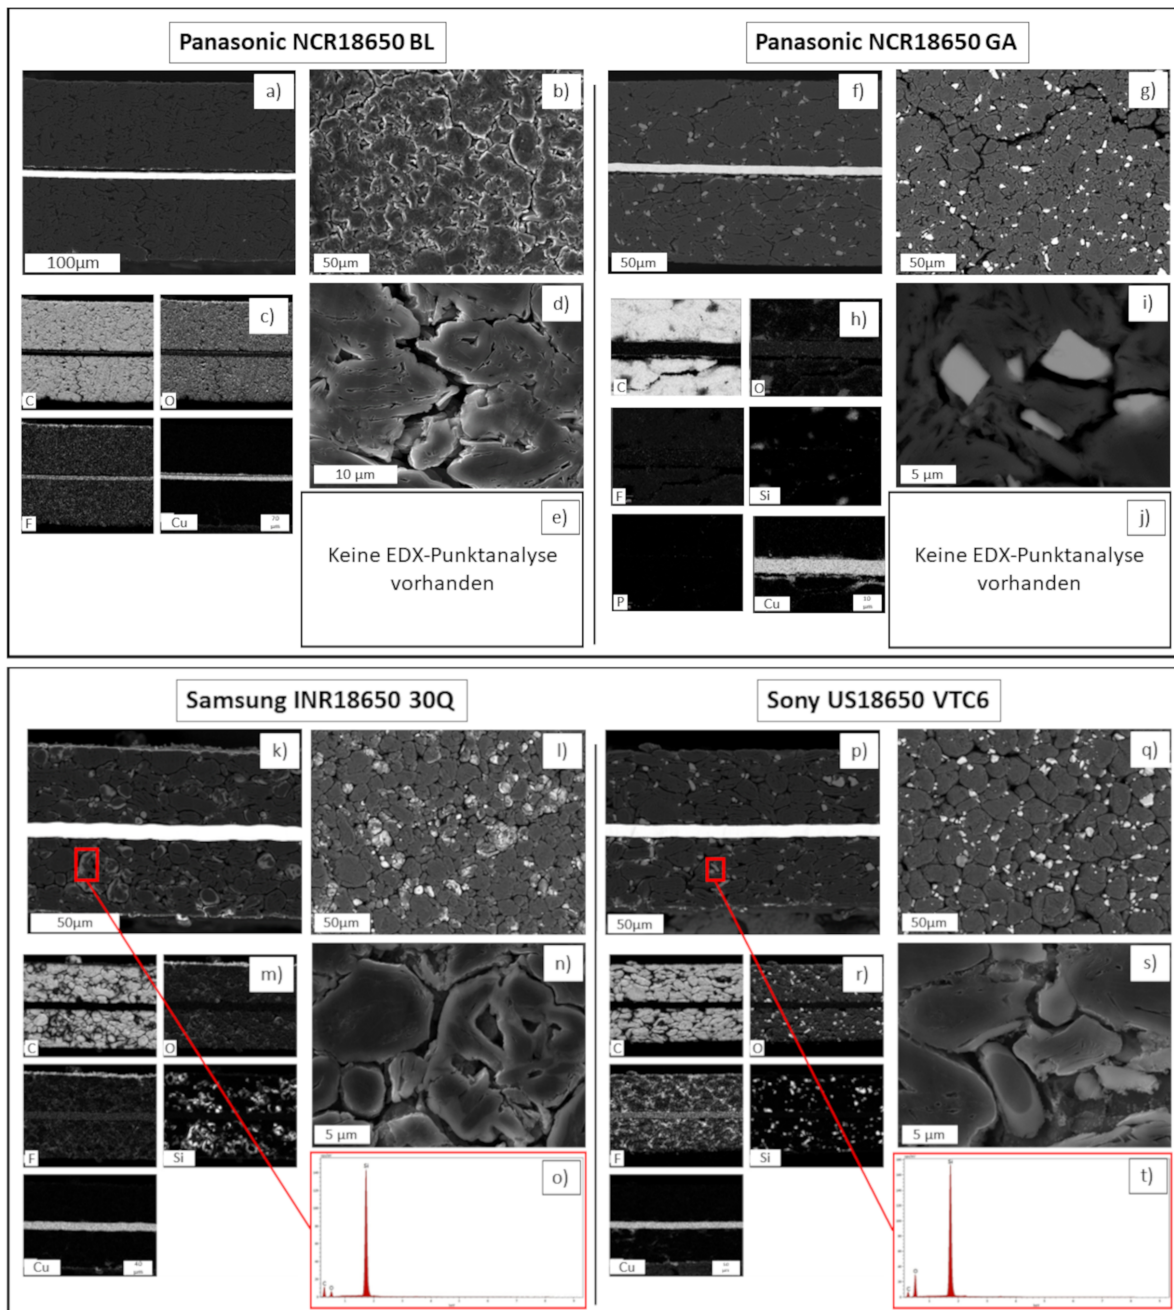 Panasonic NCR18650 BL
a)
100µm
b)
50µm
c)
C
O
F
Cu
d)
10 µm
e)
Keine EDX-Punktanalyse
vorhanden
Panasonic NCR18650 GA
f)
50µm
g)
50µm
h)
C
O
F
Si
P
Cu
i)
5 µm
j)
Keine EDX-Punktanalyse
vorhanden
Samsung INR18650 30Q
k)
50µm
l)
50µm
m)
C
O
F
Si
Cu
n)
5 µm
o)
Si
Sony US18650 VTC6
p)
50µm
q)
50µm
r)
C
O
F
Si
Cu
s)
5 µm
t)
Si